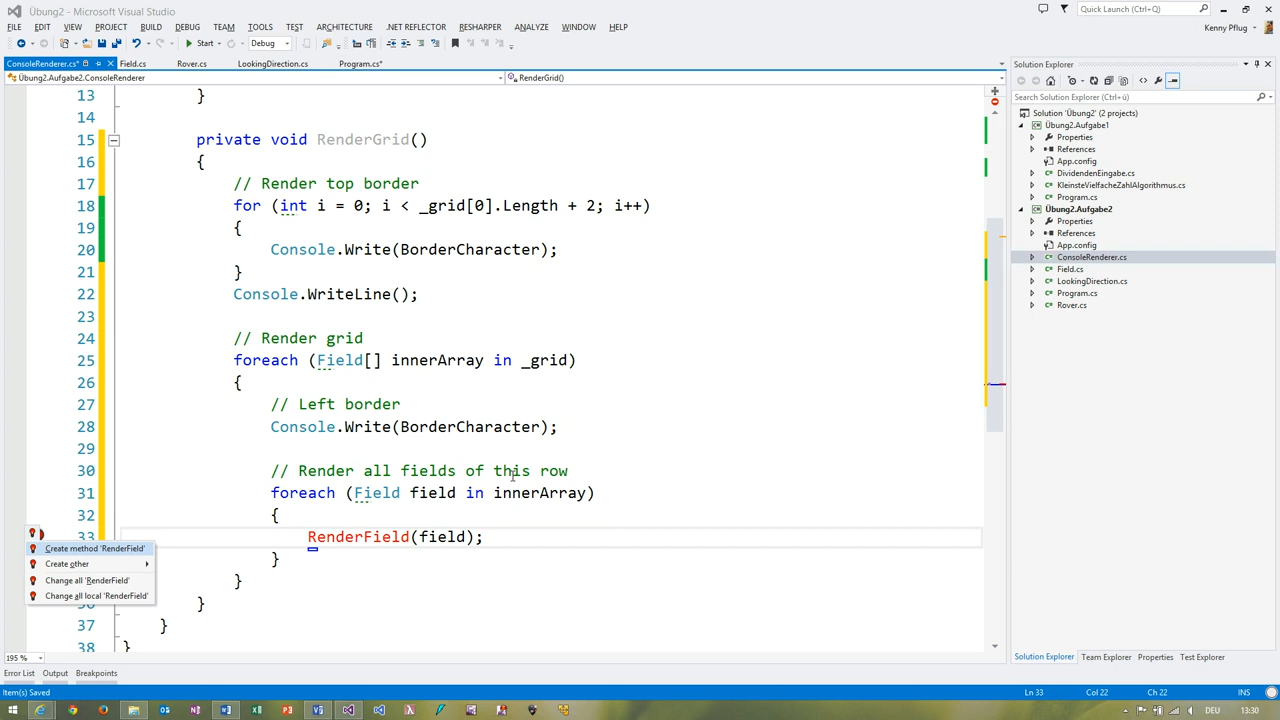 Übung2 - Microsoft Visual Studio
Quick Launch (Ctrl+Q)
FILE EDIT VIEW PROJECT BUILD DEBUG TEAM TOOLS TEST ARCHITECTURE .NET REFLECTOR RESHARPER ANALYZE WINDOW HELP
Kenny Pflug
Start Debug
ConsoleRenderer.cs* Field.cs Rover.cs LookingDirection.cs Program.cs*
Übung2.Aufgabe2.ConsoleRenderer RenderGrid()
13 }
14
15 private void RenderGrid()
16 {
17 // Render top border
18 for (int i = 0; i < _grid[0].Length + 2; i++)
19 {
20 Console.Write(BorderCharacter);
21 }
22 Console.WriteLine();
23
24 // Render grid
25 foreach (Field[] innerArray in _grid)
26 {
27 // Left border
28 Console.Write(BorderCharacter);
29
30 // Render all fields of this row
31 foreach (Field field in innerArray)
32 {
33 RenderField(field);
}
}
36 }
37 }
38 }
Create method 'RenderField'
Create other
Change all 'RenderField'
Change all local 'RenderField'
195 %
Solution Explorer
Search Solution Explorer (Ctrl+ü)
Solution 'Übung2' (2 projects)
Übung2.Aufgabe1
Properties
References
App.config
DividendenEingabe.cs
KleinsteVielfacheZahlAlgorithmus.cs
Program.cs
Übung2.Aufgabe2
Properties
References
App.config
ConsoleRenderer.cs
Field.cs
LookingDirection.cs
Program.cs
Rover.cs
Solution Explorer Team Explorer Properties Test Explorer
Error List Output Breakpoints
Item(s) Saved Ln 33 Col 22 Ch 22 INS
DEU 13:30